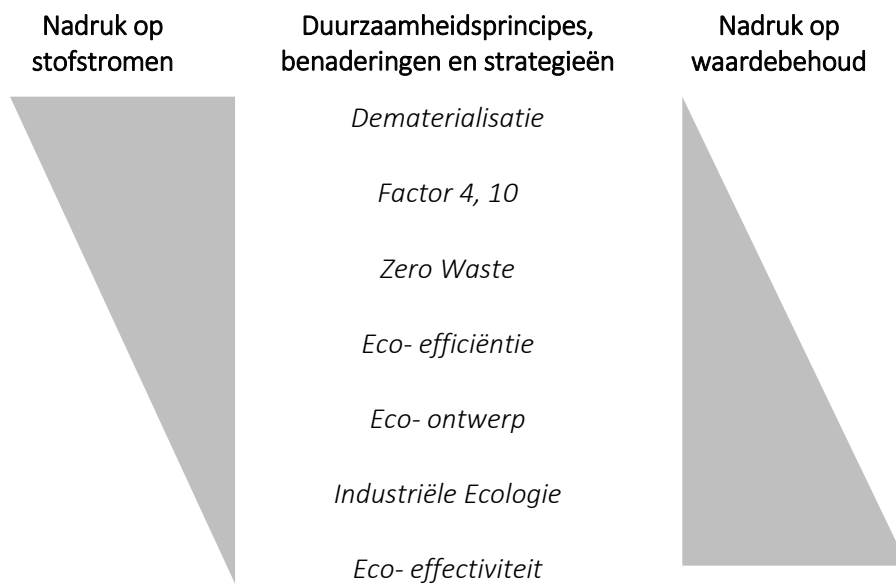 Nadruk op
stofstromen
Duurzaamheidsprincipes,
benaderingen en strategieën
Nadruk op
waardebehoud
Dematerialisatie
Factor 4, 10
Zero Waste
Eco- efficiëntie
Eco- ontwerp
Industriële Ecologie
Eco- effectiviteit